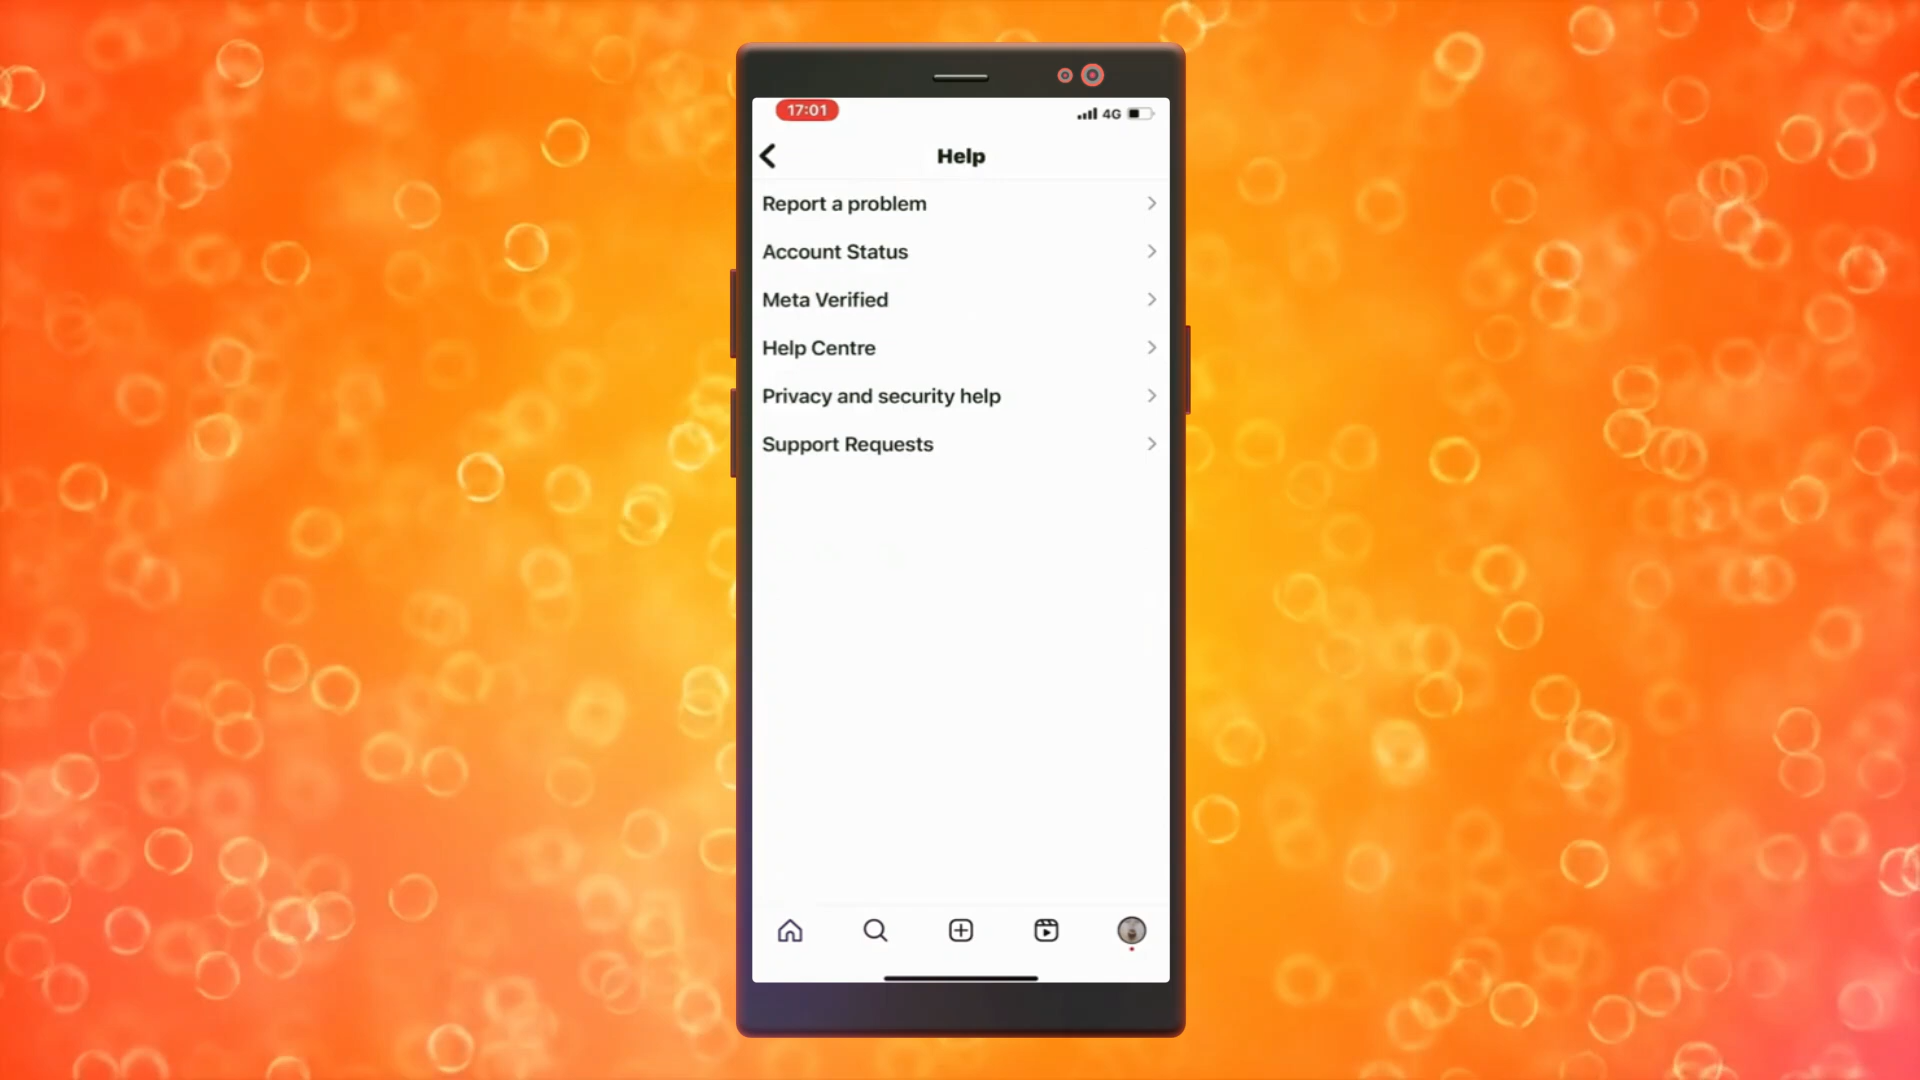 17:01
4G
Help
Report a problem
Account Status
Meta Verified
Help Centre
Privacy and security help
Support Requests